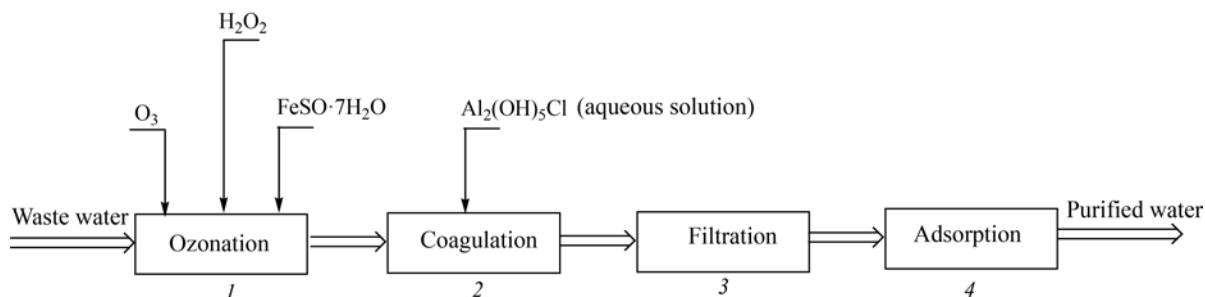 H₂O₂
O₃
FeSO·7H₂O
Al₂(OH)₅Cl (aqueous solution)
Waste water
Ozonation
Coagulation
Filtration
Adsorption
Purified water
1
2
3
4